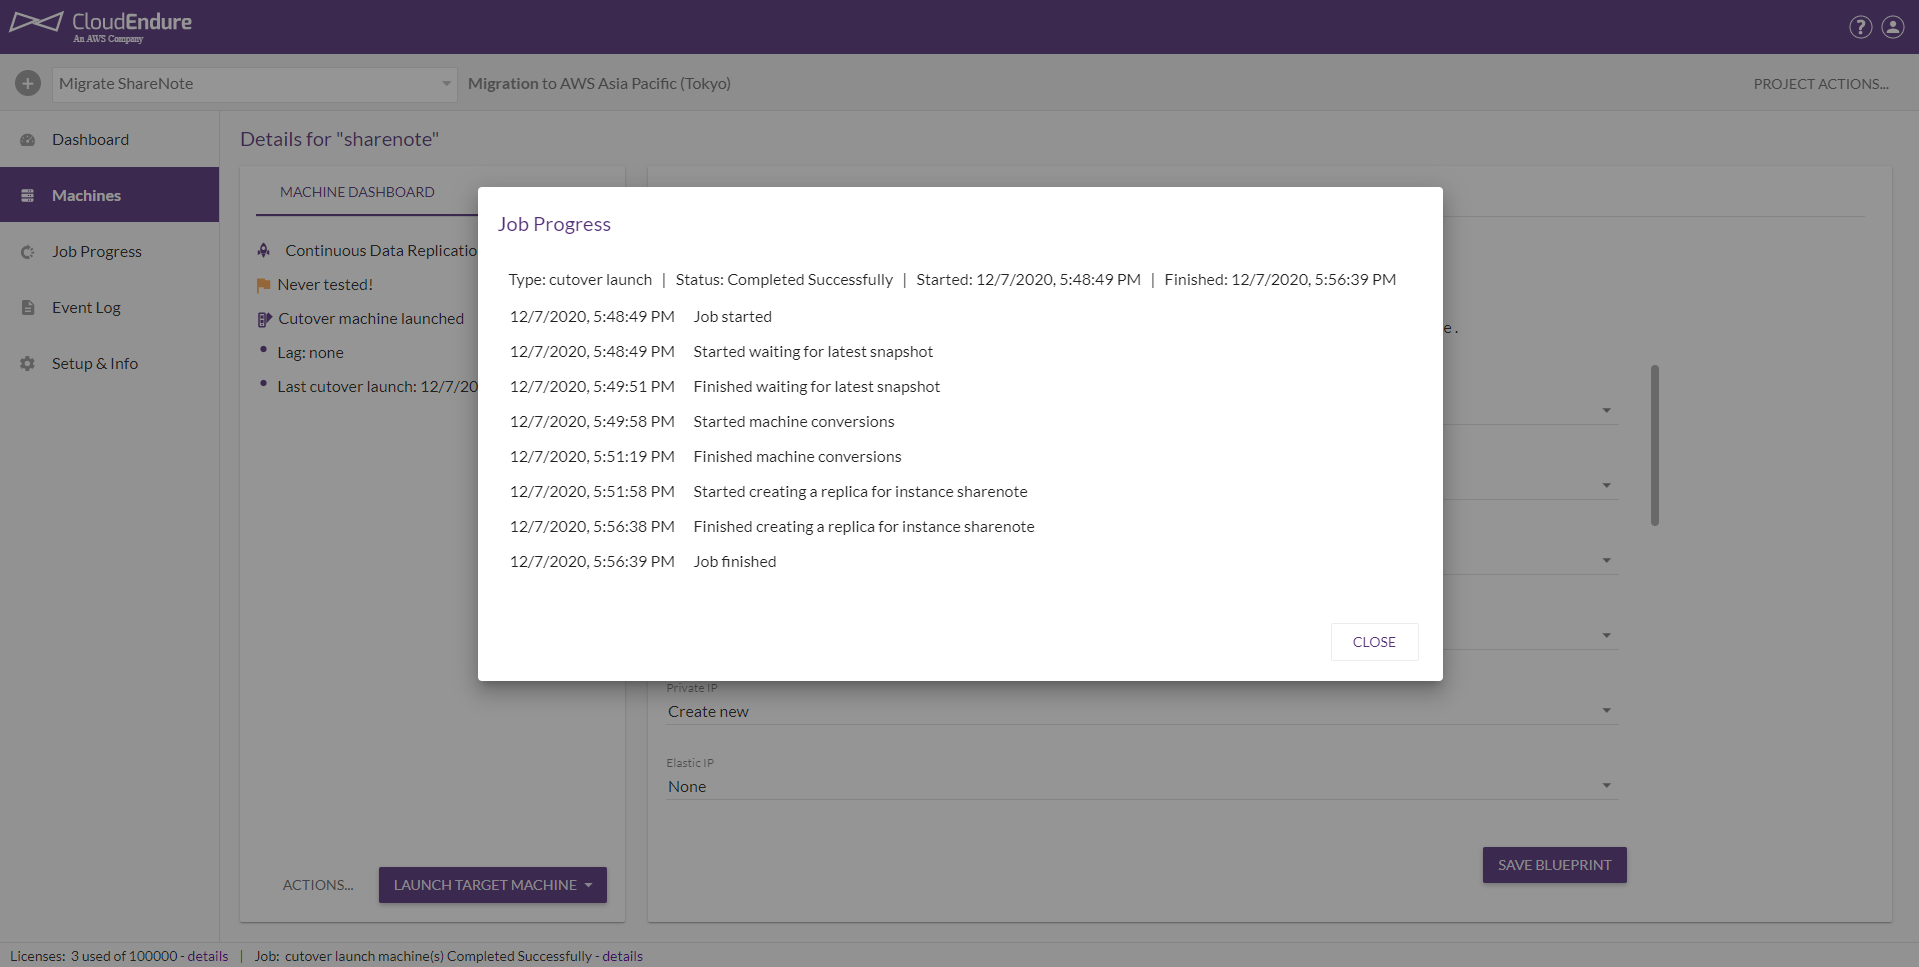 CloudEndure
An AWS Company
?
Migrate ShareNote
Migration to AWS Asia Pacific (Tokyo)
PROJECT ACTIONS...
Dashboard
Machines
Job Progress
Event Log
Setup & Info
Details for "sharenote"
MACHINE DASHBOARD
Continuous Data Replicatio
Never tested!
Cutover machine launched
Lag: none
Last cutover launch: 12/7/20
ACTIONS...
LAUNCH TARGET MACHINE
Job Progress
Type: cutover launch | Status: Completed Successfully | Started: 12/7/2020, 5:48:49 PM | Finished: 12/7/2020, 5:56:39 PM
12/7/2020, 5:48:49 PM Job started
12/7/2020, 5:48:49 PM Started waiting for latest snapshot
12/7/2020, 5:49:51 PM Finished waiting for latest snapshot
12/7/2020, 5:49:58 PM Started machine conversions
12/7/2020, 5:51:19 PM Finished machine conversions
12/7/2020, 5:51:58 PM Started creating a replica for instance sharenote
12/7/2020, 5:56:38 PM Finished creating a replica for instance sharenote
12/7/2020, 5:56:39 PM Job finished
CLOSE
e.
Private IP
Create new
Elastic IP
None
SAVE BLUEPRINT
Licenses: 3 used of 100000 - details | Job: cutover launch machine(s) Completed Successfully - details